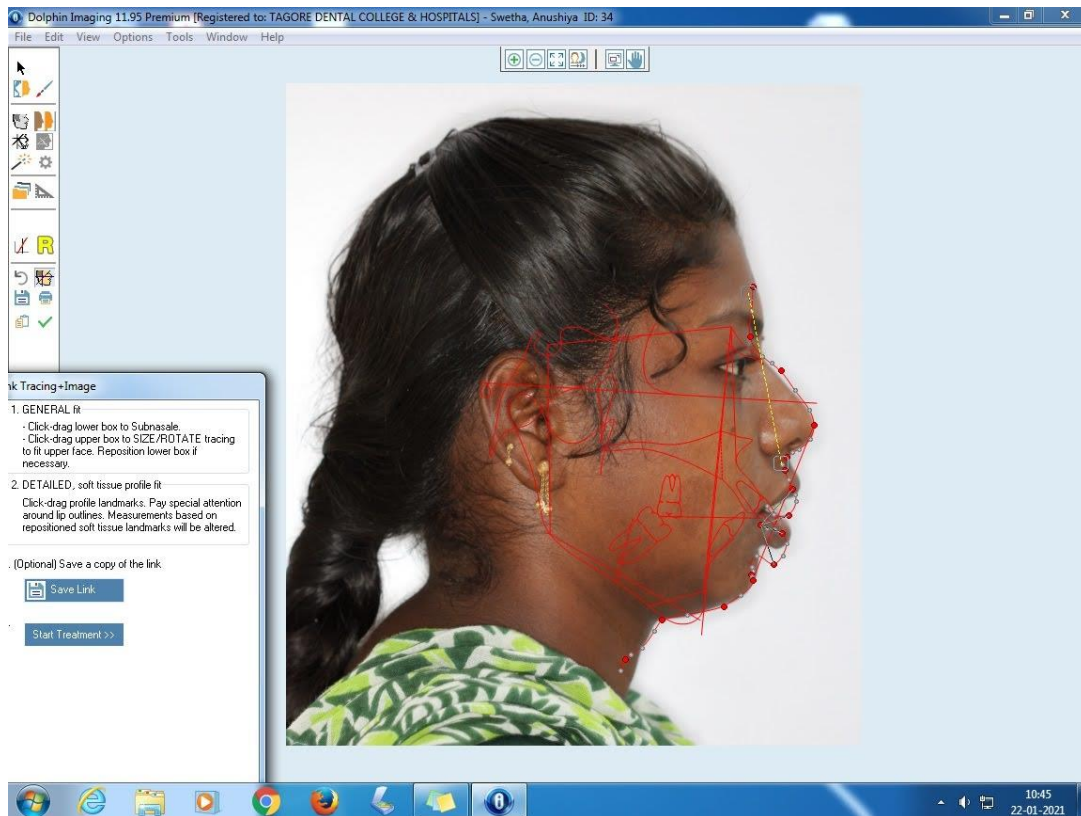 Dolphin Imaging 11.95 Premium [Registered to: TAGORE DENTAL COLLEGE & HOSPITALS] - Swetha, Anushiya ID: 34
File Edit View Options Tools Window Help
R
nk Tracing+Image
1. GENERAL fit
- Click-drag lower box to Subnasale.
- Click-drag upper box to SIZE/ROTATE tracing
to fit upper face. Reposition lower box if
necessary.
2. DETAILED, soft tissue profile fit
Click-drag profile landmarks. Pay special attention
around lip outlines. Measurements based on
repositioned soft tissue landmarks will be altered.
. (Optional) Save a copy of the link
Save Link
Start Treatment >>
10:45
22-01-2021